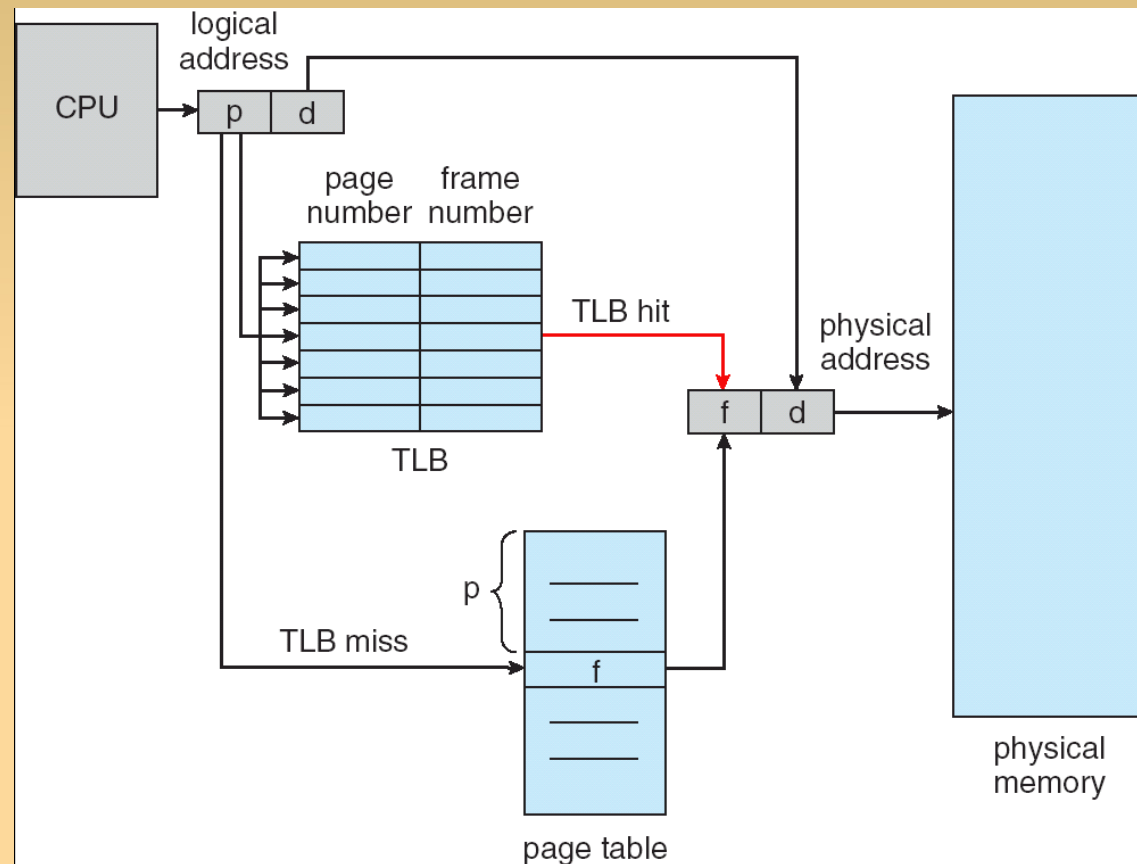 logical
address
CPU
p
d
page
number
frame
number
TLB hit
physical
address
f
d
TLB
p
TLB miss
f
physical
memory
page table